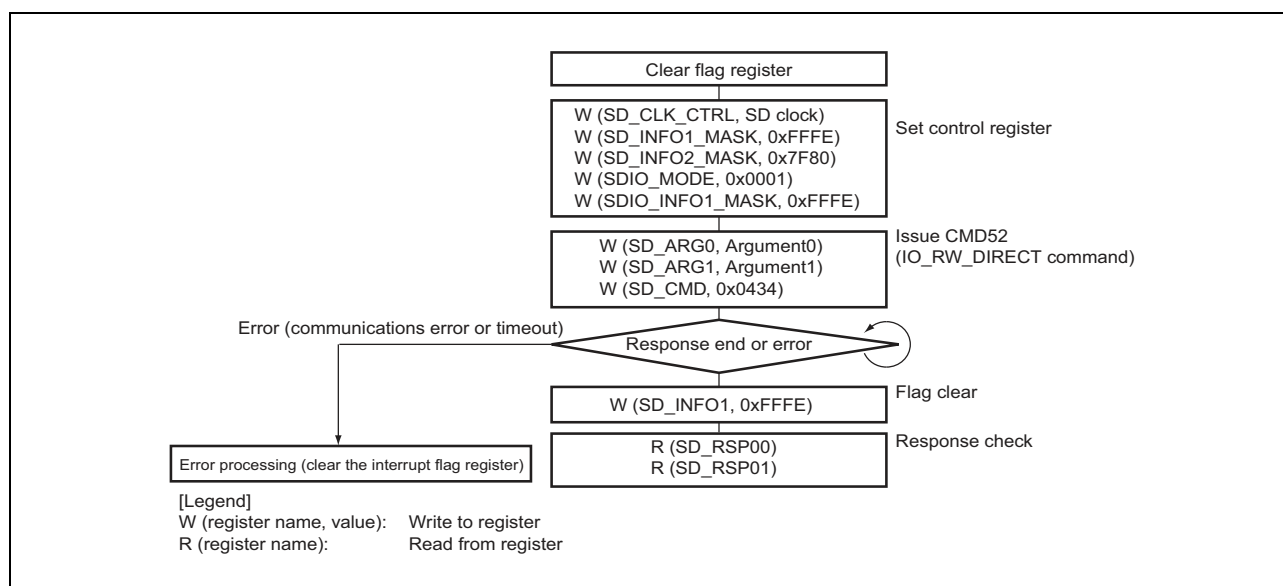 Clear flag register
W (SD_CLK_CTRL, SD clock)
W (SD_INFO1_MASK, 0xFFFE)
W (SD_INFO2_MASK, 0x7F80)
W (SDIO_MODE, 0x0001)
W (SDIO_INFO1_MASK, 0xFFFE)
Set control register
W (SD_ARG0, Argument0)
W (SD_ARG1, Argument1)
W (SD_CMD, 0x0434)
Issue CMD52
(IO_RW_DIRECT command)
Error (communications error or timeout)
Response end or error
W (SD_INFO1, 0xFFFE)
Flag clear
R (SD_RSP00)
R (SD_RSP01)
Response check
Error processing (clear the interrupt flag register)
[Legend]
W (register name, value): Write to register
R (register name): Read from register